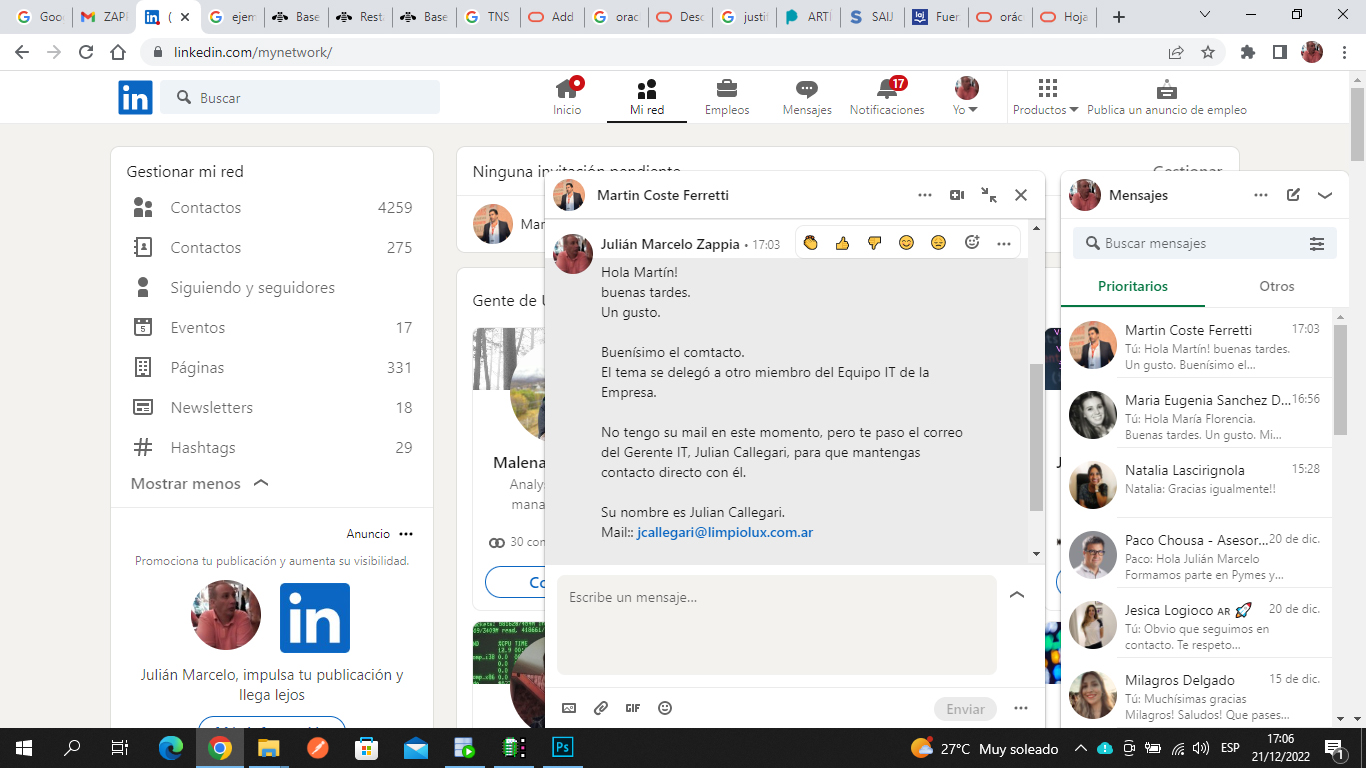 Goo
ZAPI
(
ejem
Base
Rest
Base
TNS
Add
orac
Desc
justif
ARTI
SAIJ
Fuer
orác
Hoja
linkedin.com/mynetwork/
in
Buscar
Inicio
Mi red
Empleos
Mensajes
17
Notificaciones
Yo
Productos
Publica un anuncio de empleo
Gestionar mi red
Contactos 4259
Contactos 275
Siguiendo y seguidores
Eventos 17
Páginas 331
Newsletters 18
Hashtags 29
Mostrar menos
Anuncio •••
Promociona tu publicación y aumenta su visibilidad.
in
Julián Marcelo, impulsa tu publicación y
llega lejos
Ninguna invitación pendiente
Gestionar
Mar
Gente de U
Malena
Analys
mana
30 con
Co
Martin Coste Ferretti
Julián Marcelo Zappia • 17:03
Hola Martín!
buenas tardes.
Un gusto.
Buenísimo el comtacto.
El tema se delegó a otro miembro del Equipo IT de la
Empresa.
No tengo su mail en este momento, pero te paso el correo
del Gerente IT, Julian Callegari, para que mantengas
contacto directo con él.
Su nombre es Julian Callegari.
Mail:: jcallegari@limpiolux.com.ar
Escribe un mensaje...
GIF
Enviar
Mensajes
Buscar mensajes
Prioritarios
Otros
Martin Coste Ferretti 17:03
Tú: Hola Martín! buenas tardes.
Un gusto. Buenísimo el...
Maria Eugenia Sanchez D... 16:56
Tú: Hola María Florencia.
Buenas tardes. Un gusto. Mi...
Natalia Lascirignola 15:28
Natalia: Gracias igualmente!!
Paco Chousa - Asesor... 20 de dic.
Paco: Hola Julián Marcelo
Formamos parte en Pymes y...
Jesica Logioco AR 🚀 20 de dic.
Tú: Obvio que seguimos en
contacto. Te respeto...
Milagros Delgado 15 de dic.
Tú: Muchísimas gracias
Milagros! Saludos! Que pases...
Ps
27°C Muy soleado
ESP
17:06
21/12/2022
1